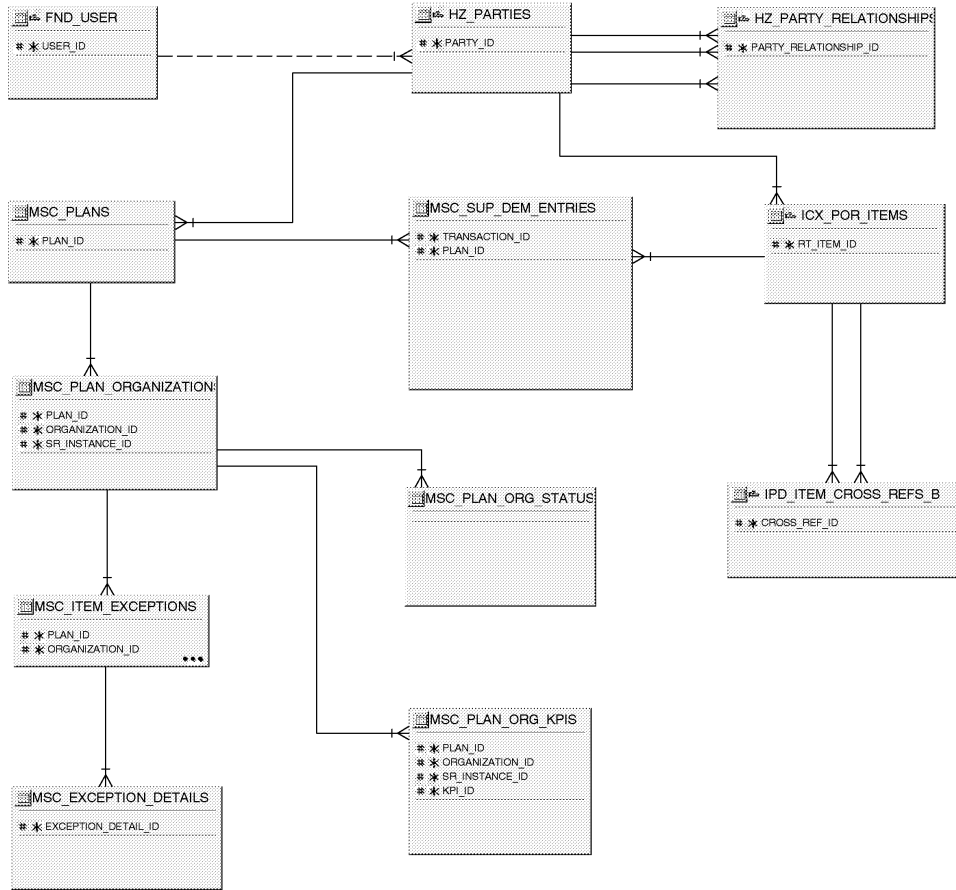 FND_USER
# * USER_ID
HZ_PARTIES
# * PARTY_ID
HZ_PARTY_RELATIONSHIPS
# * PARTY_RELATIONSHIP_ID
MSC_PLANS
# * PLAN_ID
MSC_SUP_DEM_ENTRIES
# * TRANSACTION_ID
# * PLAN_ID
ICX_POR_ITEMS
# * RT_ITEM_ID
MSC_PLAN_ORGANIZATIONS
# * PLAN_ID
# * ORGANIZATION_ID
# * SR_INSTANCE_ID
MSC_PLAN_ORG_STATUS
IPD_ITEM_CROSS_REFS_B
# * CROSS_REF_ID
MSC_ITEM_EXCEPTIONS
# * PLAN_ID
# * ORGANIZATION_ID
...
MSC_PLAN_ORG_KPIS
# * PLAN_ID
# * ORGANIZATION_ID
# * SR_INSTANCE_ID
# * KPI_ID
MSC_EXCEPTION_DETAILS
# * EXCEPTION_DETAIL_ID